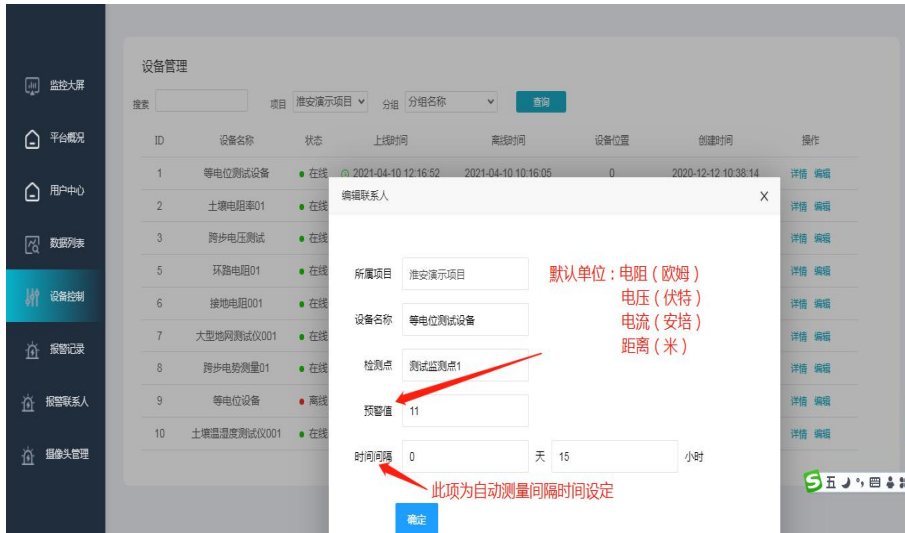 监控大屏
平台概况
用户中心
数据列表
设备控制
报警记录
报警联系人
摄像头管理
设备管理
搜索 项目 淮安演示项目 分组 分组名称 查询
ID 设备名称 状态 上线时间 离线时间 设备位置 创建时间 操作
1 等电位测试设备 在线 2021-04-10 12:16:52 2021-04-10 10:16:05 0 2020-12-12 10:38:14 详情 编辑
2 土壤电阻率01 在线 详情 编辑
3 跨步电压测试 在线 详情 编辑
5 环路电阻01 在线 详情 编辑
6 接地电阻001 在线 详情 编辑
7 大型地网测试仪001 在线 详情 编辑
8 跨步电势测量01 在线 详情 编辑
9 等电位设备 离线 详情 编辑
10 土壤温湿度测试仪001 在线 详情 编辑
编辑联系人 X
所属项目 淮安演示项目
设备名称 等电位测试设备
检测点 测试监测点1
预警值 11
时间间隔 0 天 15 小时
确定
默认单位：电阻（欧姆）
电压（伏特）
电流（安培）
距离（米）
此项为自动测量间隔时间设定
五